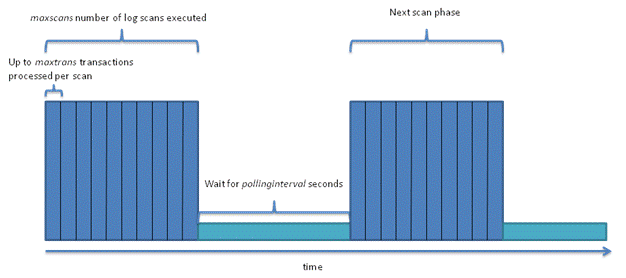 maxscans number of log scans executed
Next scan phase
Up to maxtrans transactions
processed per scan
Wait for pollinginterval seconds
time